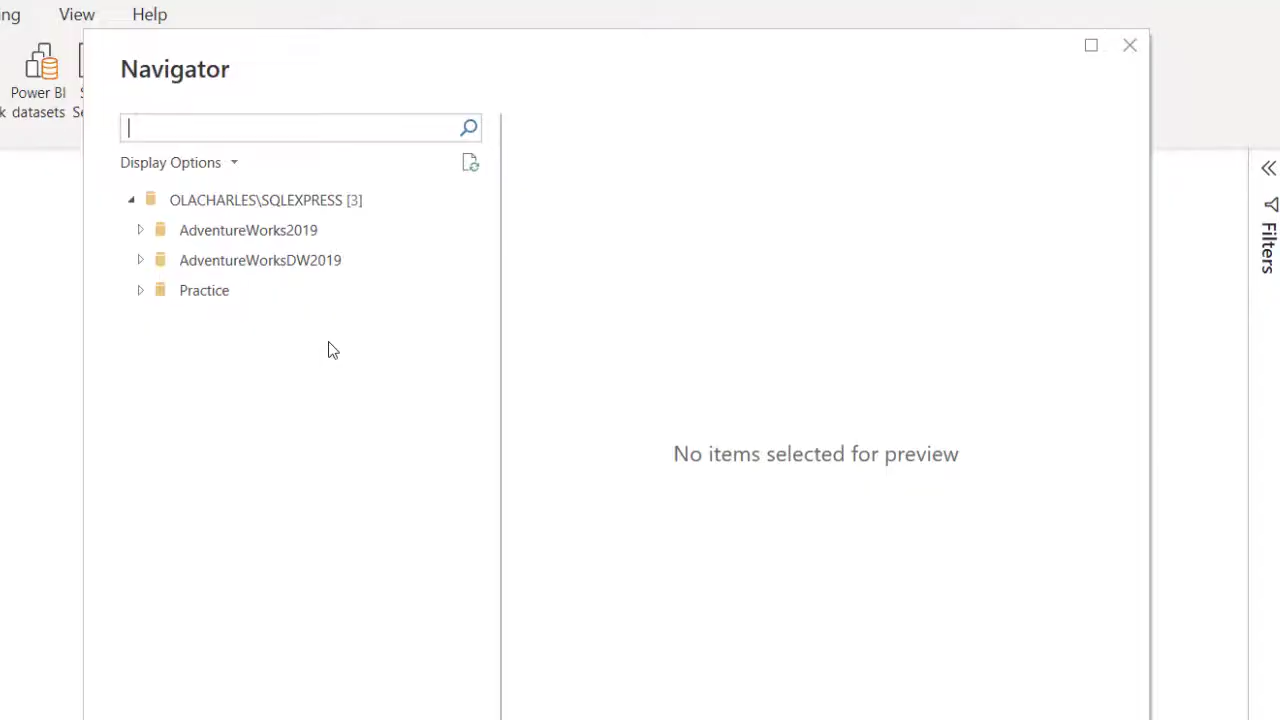 View Help
Power BI
datasets
Navigator
Display Options
OLACHARLES\SQLEXPRESS [3]
AdventureWorks2019
AdventureWorksDW2019
Practice
No items selected for preview
Filters